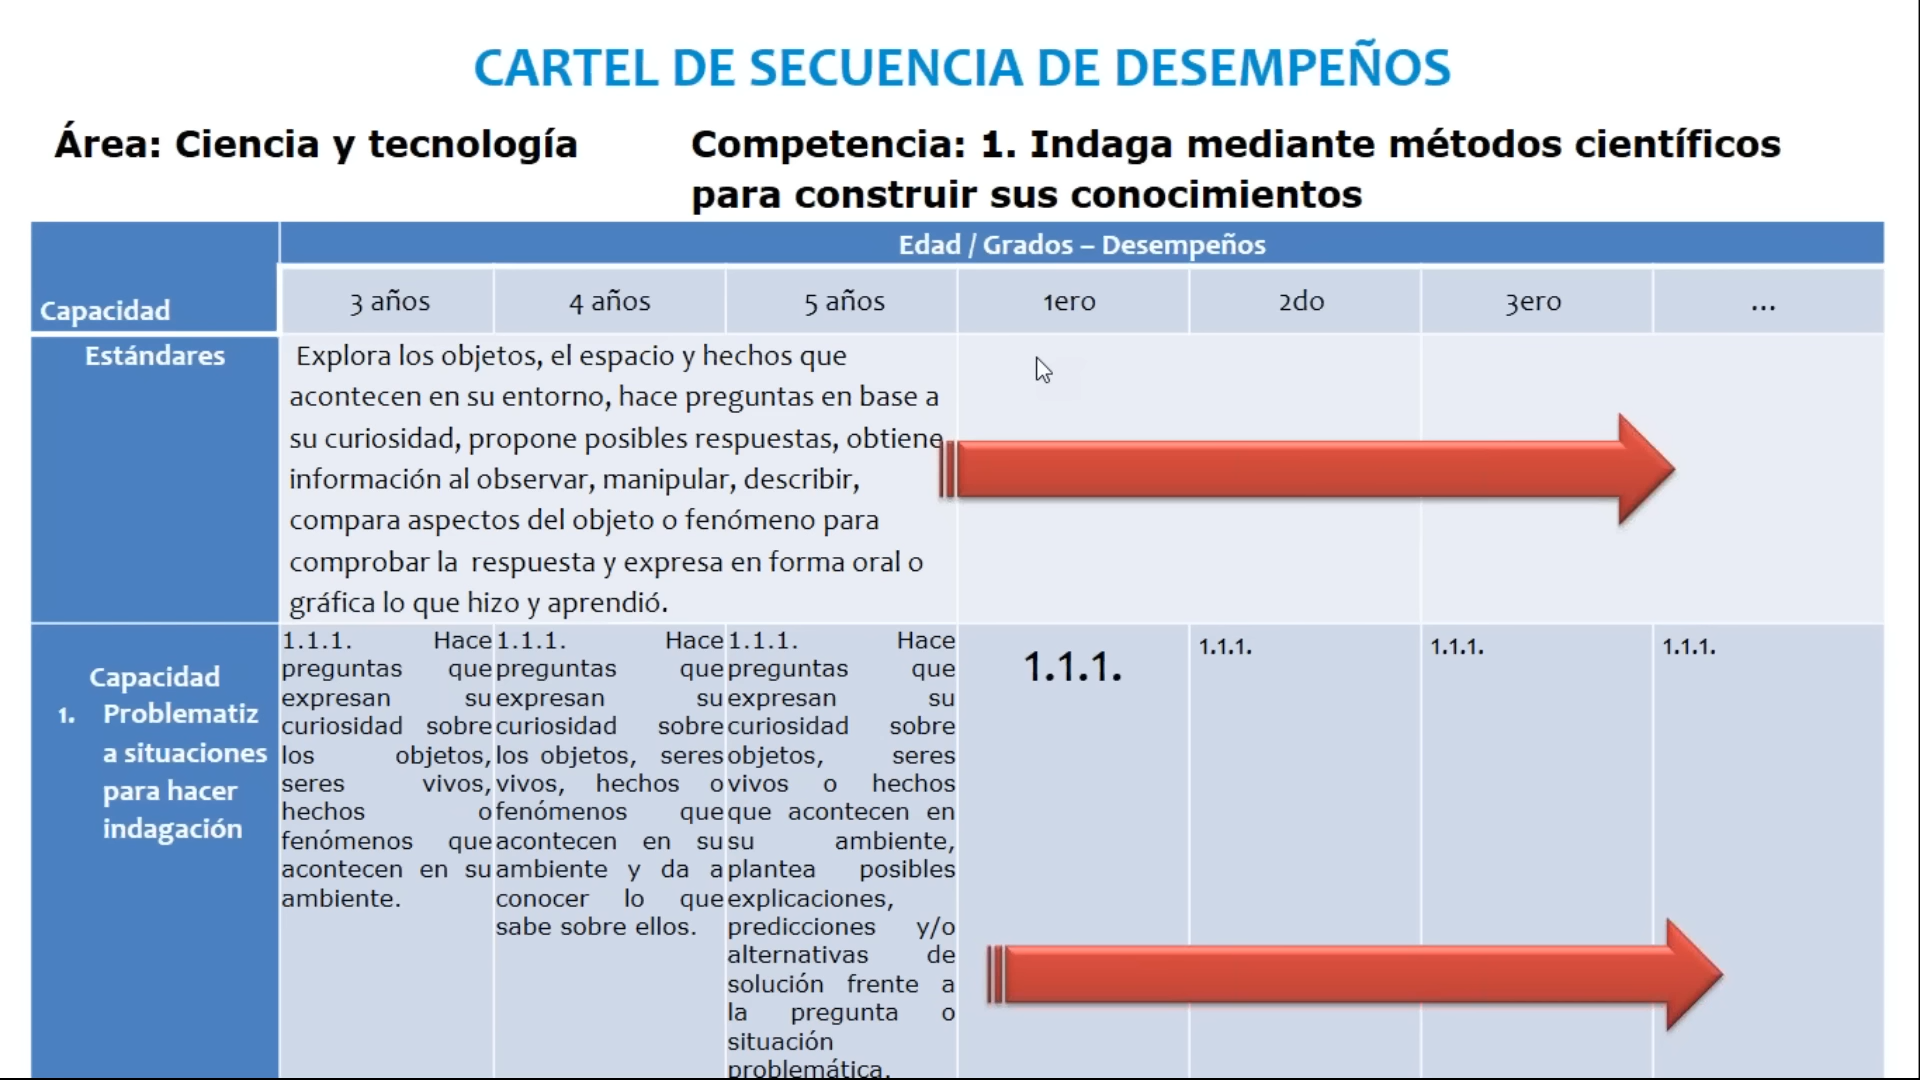 CARTEL DE SECUENCIA DE DESEMPEÑOS
Área: Ciencia y tecnología
Competencia: 1. Indaga mediante métodos científicos
para construir sus conocimientos
Capacidad
Edad / Grados – Desempeños
3 años
4 años
5 años
1ero
2do
3ero
...
Estándares
Explora los objetos, el espacio y hechos que
acontecen en su entorno, hace preguntas en base a
su curiosidad, propone posibles respuestas, obtiene
información al observar, manipular, describir,
compara aspectos del objeto o fenómeno para
comprobar la respuesta y expresa en forma oral o
gráfica lo que hizo y aprendió.
Capacidad
1. Problematiz
a situaciones
para hacer
indagación
1.1.1. Hace
preguntas que
expresan su
curiosidad sobre
los objetos,
seres vivos,
hechos o
fenómenos que
acontecen en su
ambiente.
1.1.1. Hace
preguntas que
expresan su
curiosidad sobre
los objetos, seres
vivos, hechos o
fenómenos que
acontecen en su
ambiente y da a
conocer lo que
sabe sobre ellos.
1.1.1. Hace
preguntas que
expresan su
curiosidad sobre
objetos, seres
vivos o hechos
que acontecen en
su ambiente,
plantea posibles
explicaciones,
predicciones y/o
alternativas de
solución frente a
la pregunta o
situación
problemática.
1.1.1.
1.1.1.
1.1.1.
1.1.1.